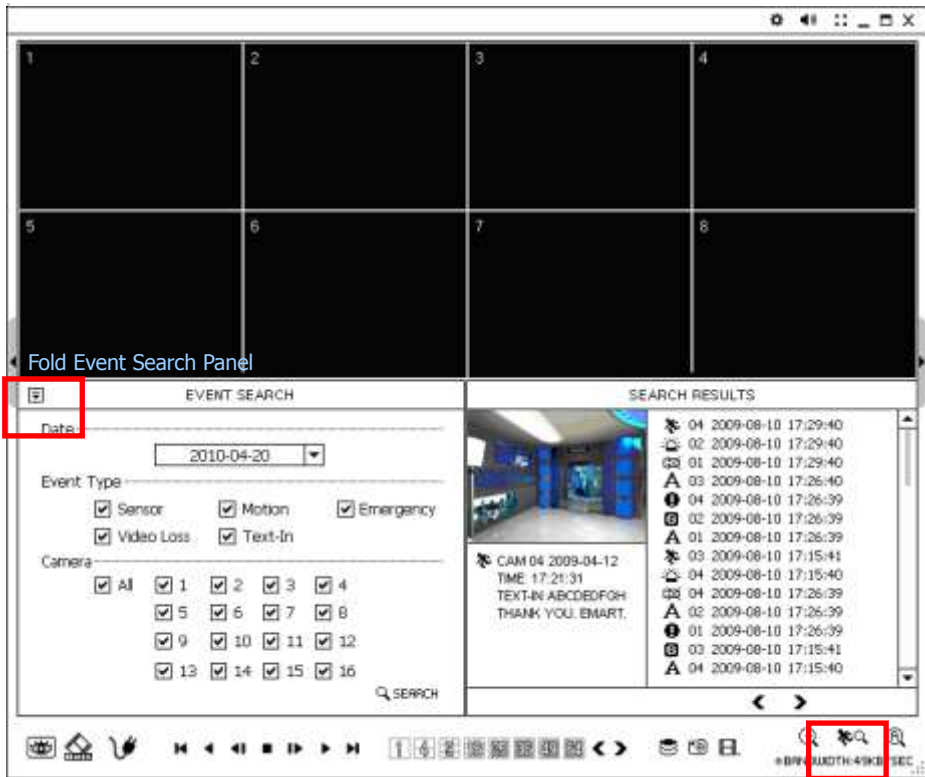 1 2 3 4
5 6 7 8
Fold Event Search Panel
EVENT SEARCH
Date
2010-04-20
Event Type
Sensor Motion Emergency
Video Loss Text-In
Camera
All 1 2 3 4
5 6 7 8
9 10 11 12
13 14 15 16
SEARCH
SEARCH RESULTS
CAM 04 2009-04-12
TIME 17:21:31
TEXT-IN ABCDEDFGH
THANK YOU. EMART.
04 2009-08-10 17:29:40
02 2009-08-10 17:29:40
01 2009-08-10 17:29:40
A 03 2009-08-10 17:26:40
04 2009-08-10 17:26:39
02 2009-08-10 17:26:39
A 01 2009-08-10 17:26:39
03 2009-08-10 17:15:41
04 2009-08-10 17:15:40
04 2009-08-10 17:26:39
A 02 2009-08-10 17:26:39
01 2009-08-10 17:26:39
03 2009-08-10 17:15:41
A 04 2009-08-10 17:15:40
1 4
BANDWIDTH:49KB/SEC